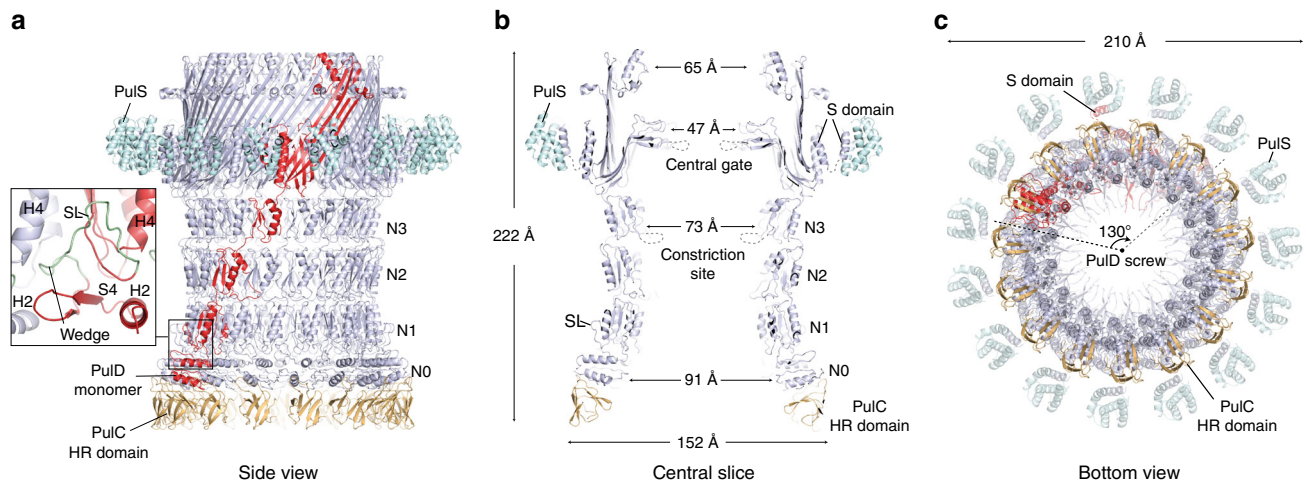 a
PulS
H4
SL
H4
S4
H2
H2
Wedge
N3
N2
N1
N0
PulD
monomer
PulC
HR domain
Side view
b
65 Å
PulS
S domain
47 Å
Central gate
222 Å
73 Å
N3
Constriction
site
N2
SL
N1
N0
91 Å
PulC
HR domain
152 Å
Central slice
c
210 Å
S domain
PulS
130°
PulD screw
PulC
HR domain
Bottom view